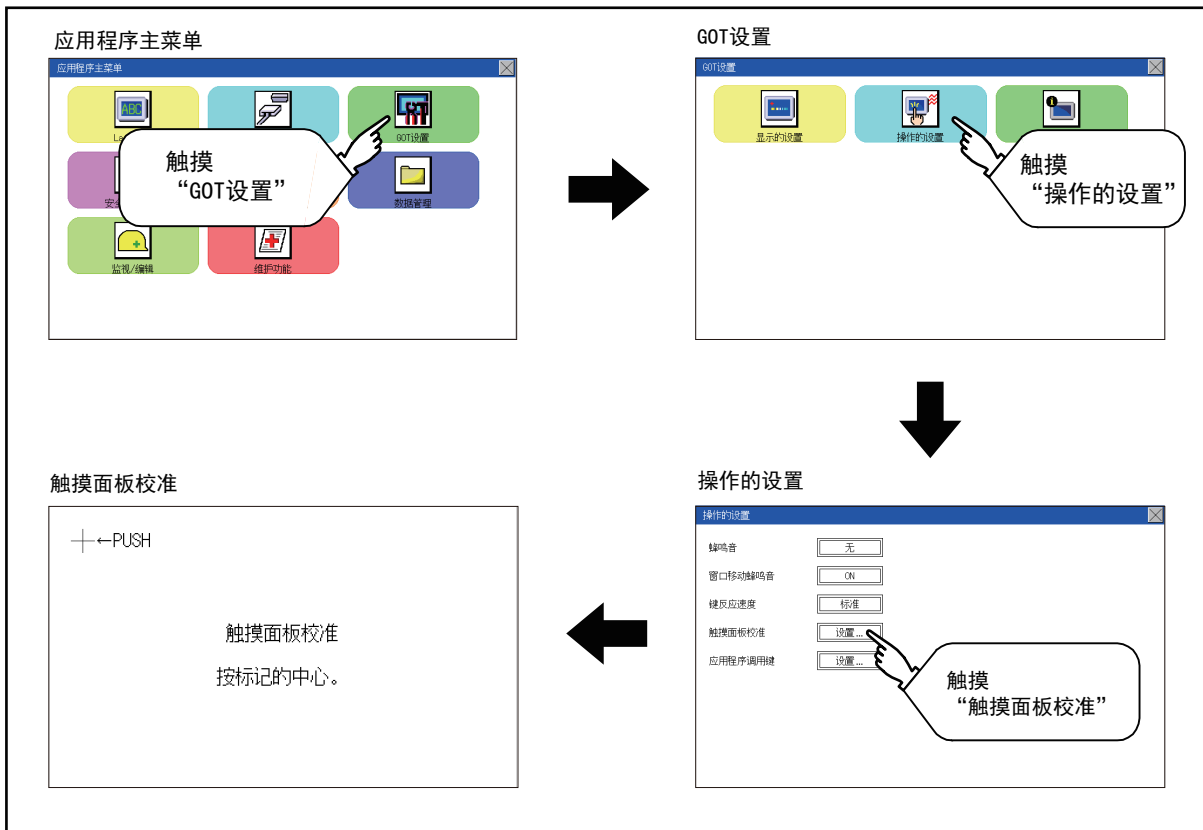 应用程序主菜单
应用程序主菜单
ABC
GOT设置
数据管理
监视/编辑
维护功能
触摸
“GOT设置”
GOT设置
GOT设置
显示的设置
操作的设置
触摸
“操作的设置”
操作的设置
操作的设置
蜂鸣音
无
窗口移动蜂鸣音
ON
键反应速度
标准
触摸面板校准
设置...
应用程序调用键
设置...
触摸
“触摸面板校准”
触摸面板校准
←PUSH
触摸面板校准
按标记的中心。